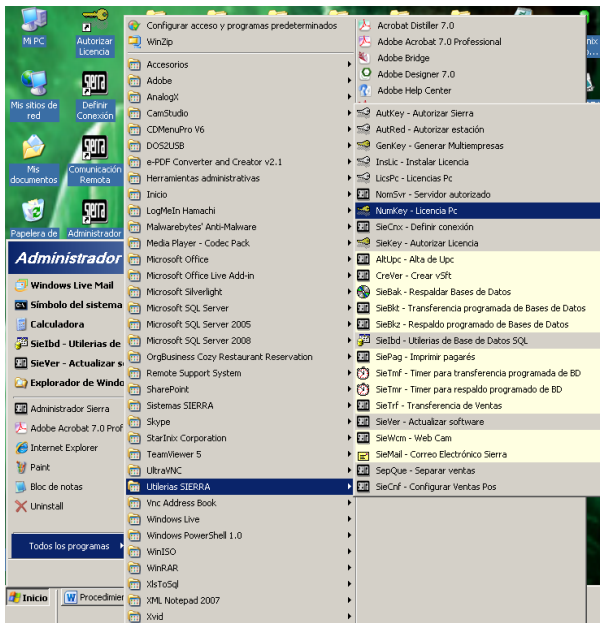 Mi PC
Autorizar
Licencia
Mis sitios de
red
Definir
Conexión
Mis
documentos
Comunicación
Remota
Papelera de
Administrador
Administrador
Windows Live Mail
Símbolo del sistema
Calculadora
SieIbd - Utilerias de
SieVer - Actualizar s
Explorador de Windo
Administrador Sierra
Adobe Acrobat 7.0 Prof
Internet Explorer
Paint
Bloc de notas
Uninstall
Todos los programas
Inicio
Procedimier
Configurar acceso y programas predeterminados
WinZip
Accesorios
Adobe
AnalogX
CamStudio
CDMenuPro V6
DOS2USB
e-PDF Converter and Creator v2.1
Herramientas administrativas
Inicio
LogMeIn Hamachi
Malwarebytes' Anti-Malware
Media Player - Codec Pack
Microsoft Office
Microsoft Office Live Add-in
Microsoft Silverlight
Microsoft SQL Server
Microsoft SQL Server 2005
Microsoft SQL Server 2008
OrgBusiness Cozy Restaurant Reservation
Remote Support System
SharePoint
Sistemas SIERRA
Skype
StarInix Corporation
TeamViewer 5
UltraVNC
Utilerias SIERRA
Vnc Address Book
Windows Live
Windows PowerShell 1.0
WinISO
WinRAR
XlsToSql
XML Notepad 2007
Xvid
Acrobat Distiller 7.0
Adobe Acrobat 7.0 Professional
Adobe Bridge
Adobe Designer 7.0
Adobe Help Center
AutKey - Autorizar Sierra
AutRed - Autorizar estación
GenKey - Generar Multiempresas
InsLic - Instalar Licencia
LicsPc - Licencias Pc
NomSvr - Servidor autorizado
NumKey - Licencia Pc
SieCnx - Definir conexión
SieKey - Autorizar Licencia
AltUpc - Alta de Upc
CreVer - Crear vSft
SieBak - Respaldar Bases de Datos
SieBkt - Transferencia programada de Bases de Datos
SieBkz - Respaldo programado de Bases de Datos
SieIbd - Utilerias de Base de Datos SQL
SiePag - Imprimir pagarés
SieTmf - Timer para transferencia programada de BD
SieTmr - Timer para respaldo programado de BD
SieTrf - Transferencia de Ventas
SieVer - Actualizar software
SieWcm - Web Cam
SieMail - Correo Electrónico Sierra
SepQue - Separar ventas
SieCnf - Configurar Ventas Pos